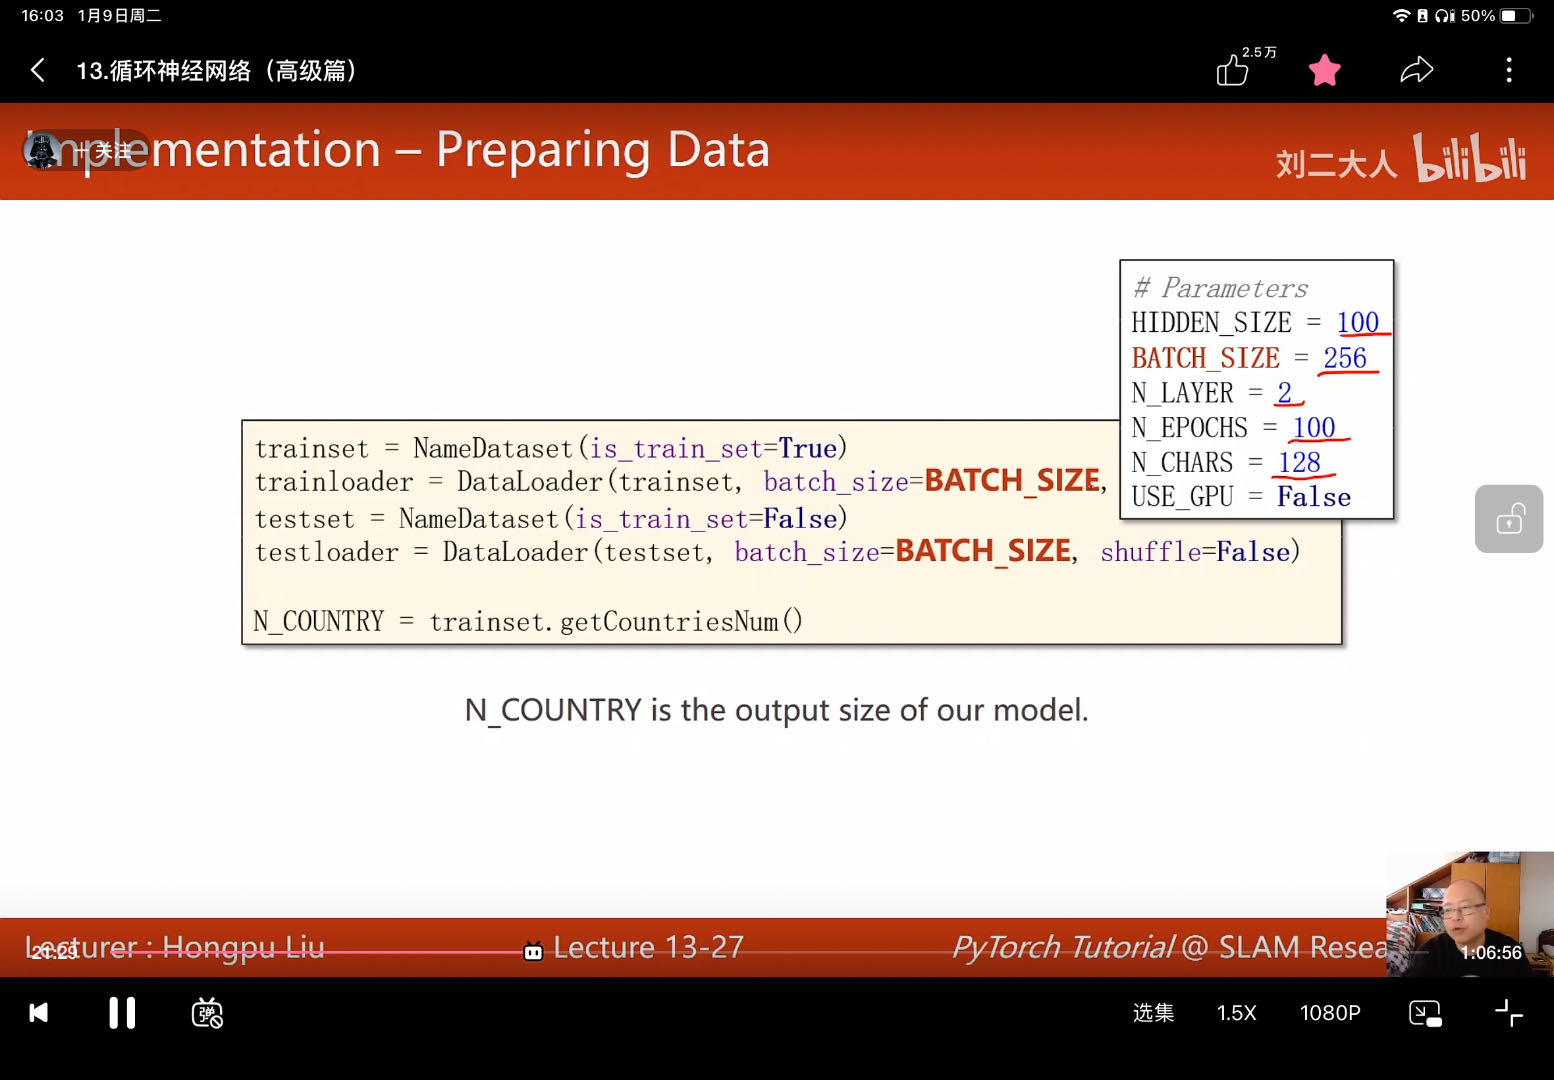 16:03 1月9日周二
50%
13.循环神经网络（高级篇）
2.5万
Implementation – Preparing Data
+ 关注
刘二大人 bilibili
# Parameters
HIDDEN_SIZE = 100
BATCH_SIZE = 256
N_LAYER = 2
N_EPOCHS = 100
N_CHARS = 128
USE_GPU = False
trainset = NameDataset(is_train_set=True)
trainloader = DataLoader(trainset, batch_size=BATCH_SIZE,
testset = NameDataset(is_train_set=False)
testloader = DataLoader(testset, batch_size=BATCH_SIZE, shuffle=False)
N_COUNTRY = trainset.getCountriesNum()
N_COUNTRY is the output size of our model.
Lecturer : Hongpu Liu
Lecture 13-27
PyTorch Tutorial @ SLAM Resea
21:29
1:06:56
弹
选集 1.5X 1080P